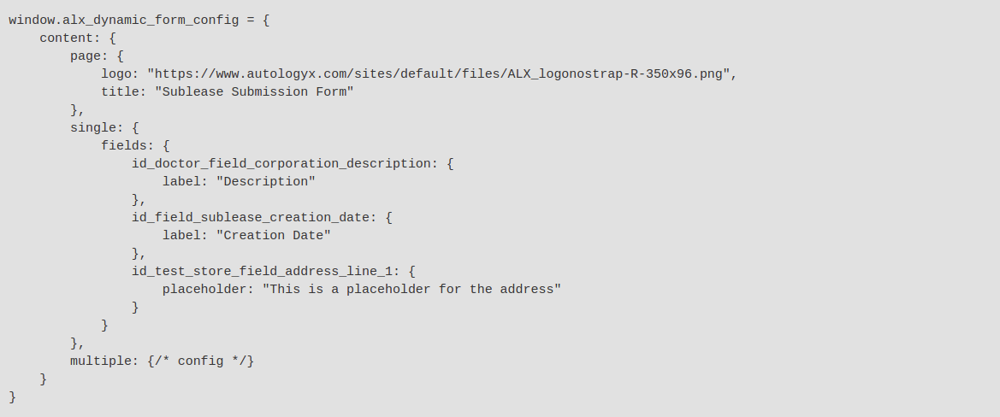 window.alx_dynamic_form_config = {
    content: {
        page: {
            logo: "https://www.autologyx.com/sites/default/files/ALX_logonostrap-R-350x96.png",
            title: "Sublease Submission Form"
        },
        single: {
            fields: {
                id_doctor_field_corporation_description: {
                    label: "Description"
                },
                id_field_sublease_creation_date: {
                    label: "Creation Date"
                },
                id_test_store_field_address_line_1: {
                    placeholder: "This is a placeholder for the address"
                }
            }
        },
        multiple: {/* config */}
    }
}